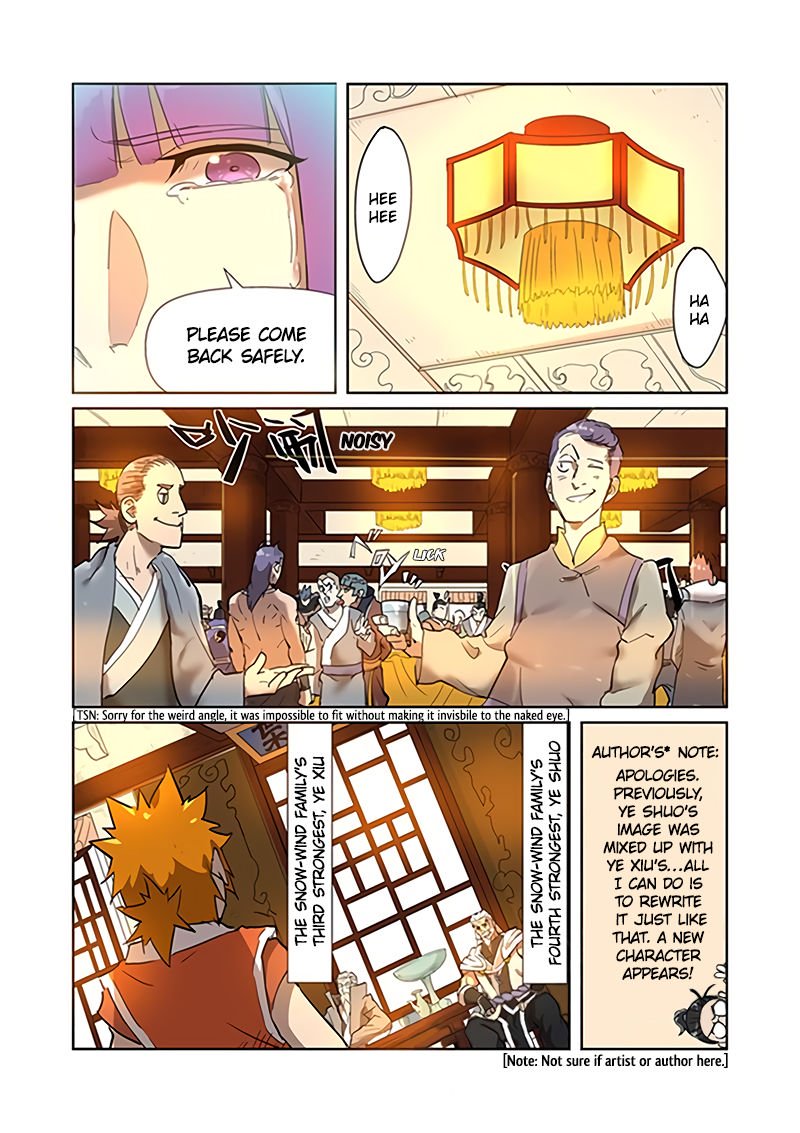 PLEASE COME
BACK SAFELY.
HEE
HEE
HA
HA
吵闹
NOISY
LICK
TSN: Sorry for the weird angle, it was impossible to fit without making it invisbile to the naked eye.
THE SNOW-WIND FAMILY'S
THIRD STRONGEST, YE XIU
THE SNOW-WIND FAMILY'S
FOURTH STRONGEST, YE SHUO
AUTHOR'S* NOTE:
APOLOGIES.
PREVIOUSLY,
YE SHUO'S
IMAGE WAS
MIXED UP WITH
YE XIU'S...ALL
I CAN DO IS
TO REWRITE
IT JUST LIKE
THAT. A NEW
CHARACTER
APPEARS!
[Note: Not sure if artist or author here.]